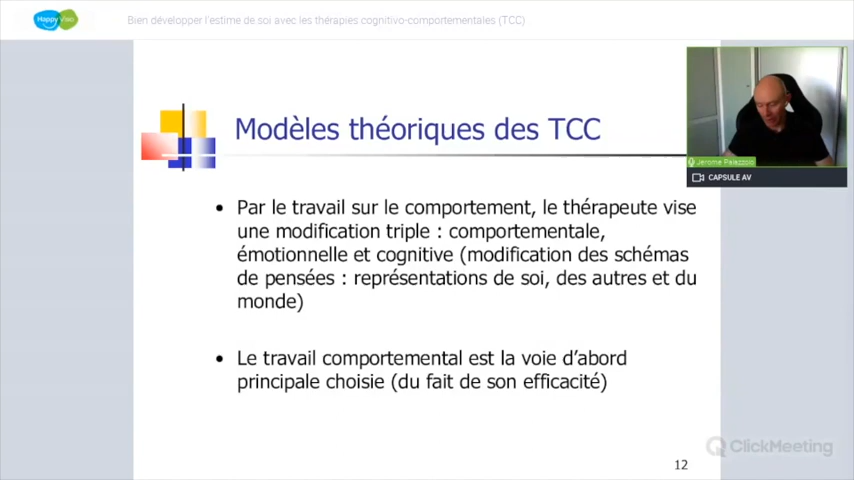 Happy Visio
Bien développer l'estime de soi avec les thérapies cognitivo-comportementales (TCC)
Modèles théoriques des TCC
Jerome Palazzolo
CAPSULE AV
• Par le travail sur le comportement, le thérapeute vise
une modification triple : comportementale,
émotionnelle et cognitive (modification des schémas
de pensées : représentations de soi, des autres et du
monde)
• Le travail comportemental est la voie d'abord
principale choisie (du fait de son efficacité)
ClickMeeting
12